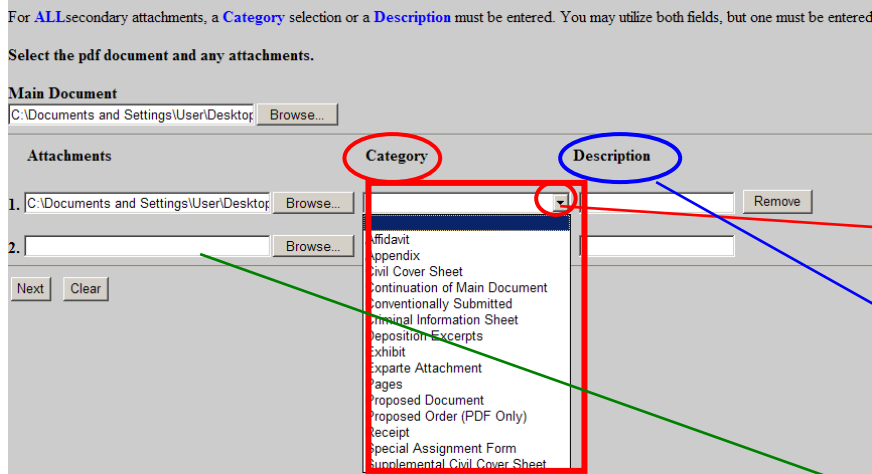 For ALLsecondary attachments, a Category selection or a Description must be entered. You may utilize both fields, but one must be entered
Select the pdf document and any attachments.
Main Document
C:\Documents and Settings\User\Desktop Browse...
Attachments Category Description
1. C:\Documents and Settings\User\Desktop Browse... Remove
2. Browse...
Affidavit
Appendix
Civil Cover Sheet
Next Clear
Continuation of Main Document
Conventionally Submitted
Criminal Information Sheet
Deposition Excerpts
Exhibit
Exparte Attachment
Pages
Proposed Document
Proposed Order (PDF Only)
Receipt
Special Assignment Form
Supplemental Civil Cover Sheet